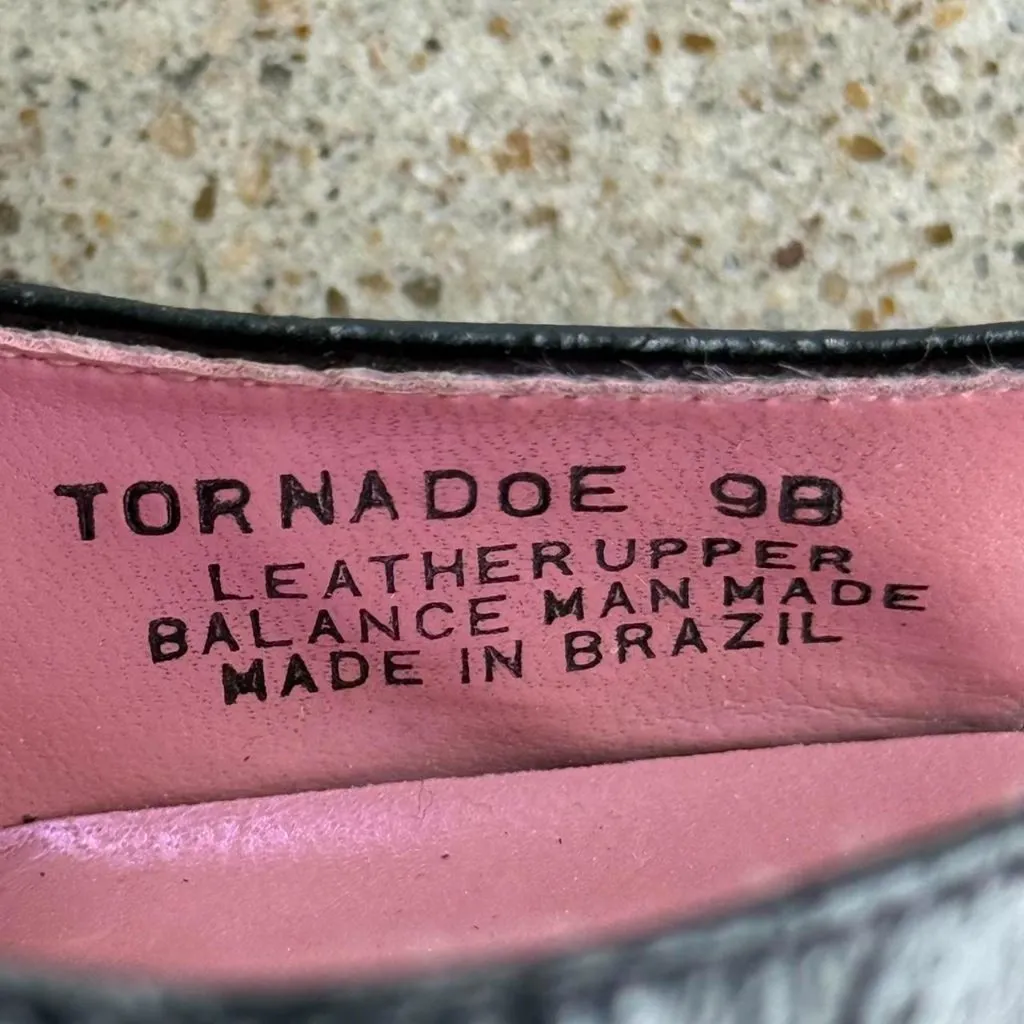 TORNADOE 9B
LEATHER UPPER
BALANCE MAN MADE
MADE IN BRAZIL